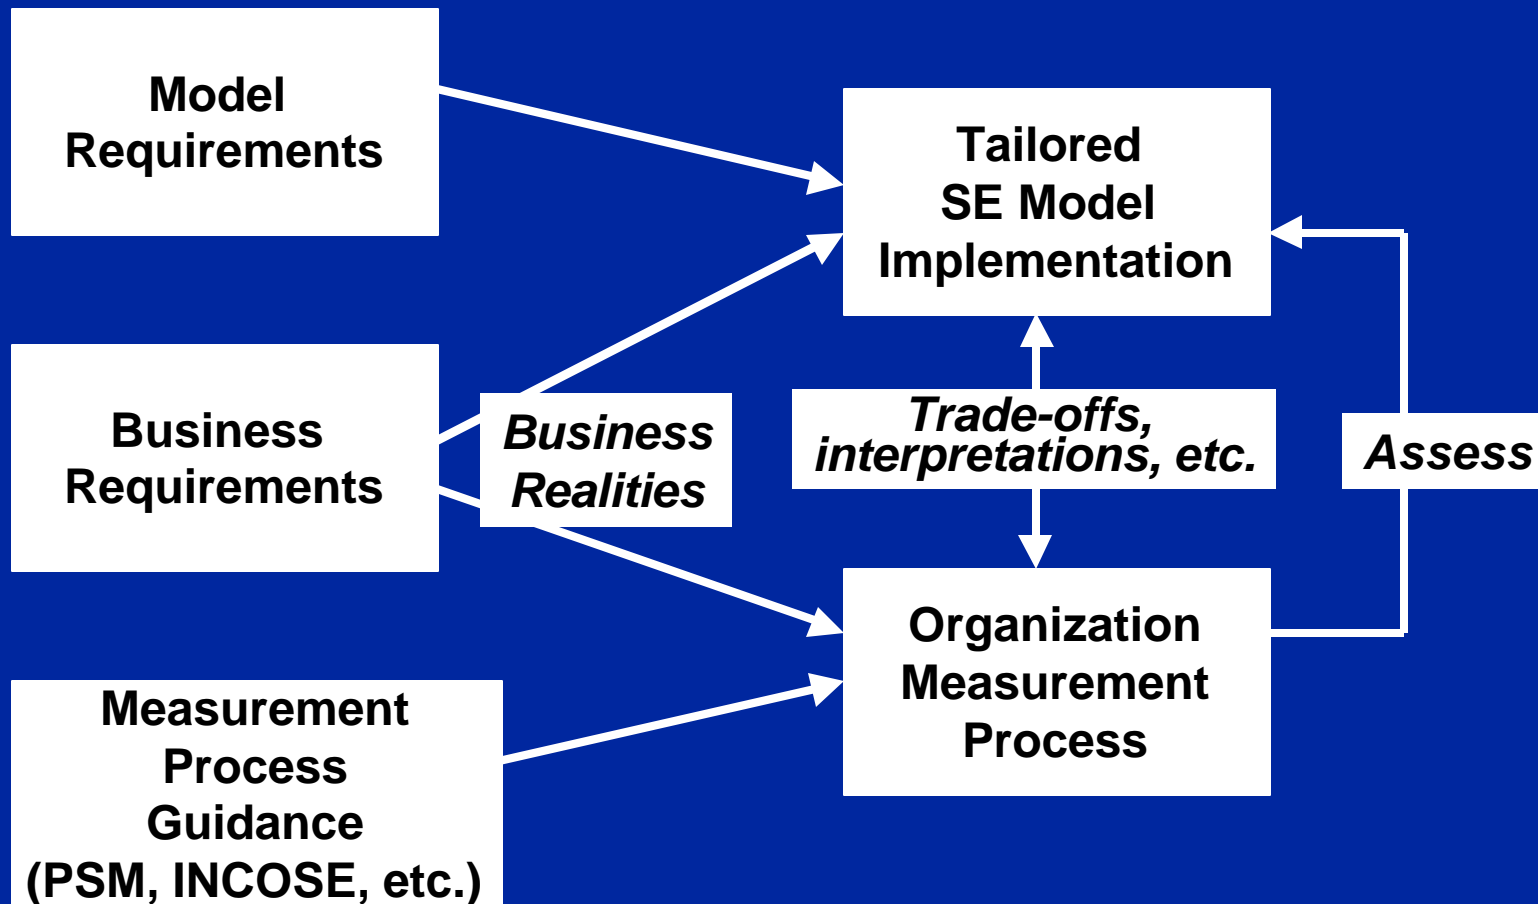 Model
Requirements
Tailored
SE Model
Implementation
Business
Requirements
Business
Realities
Trade-offs,
interpretations, etc.
Assess
Measurement
Process
Guidance
(PSM, INCOSE, etc.)
Organization
Measurement
Process